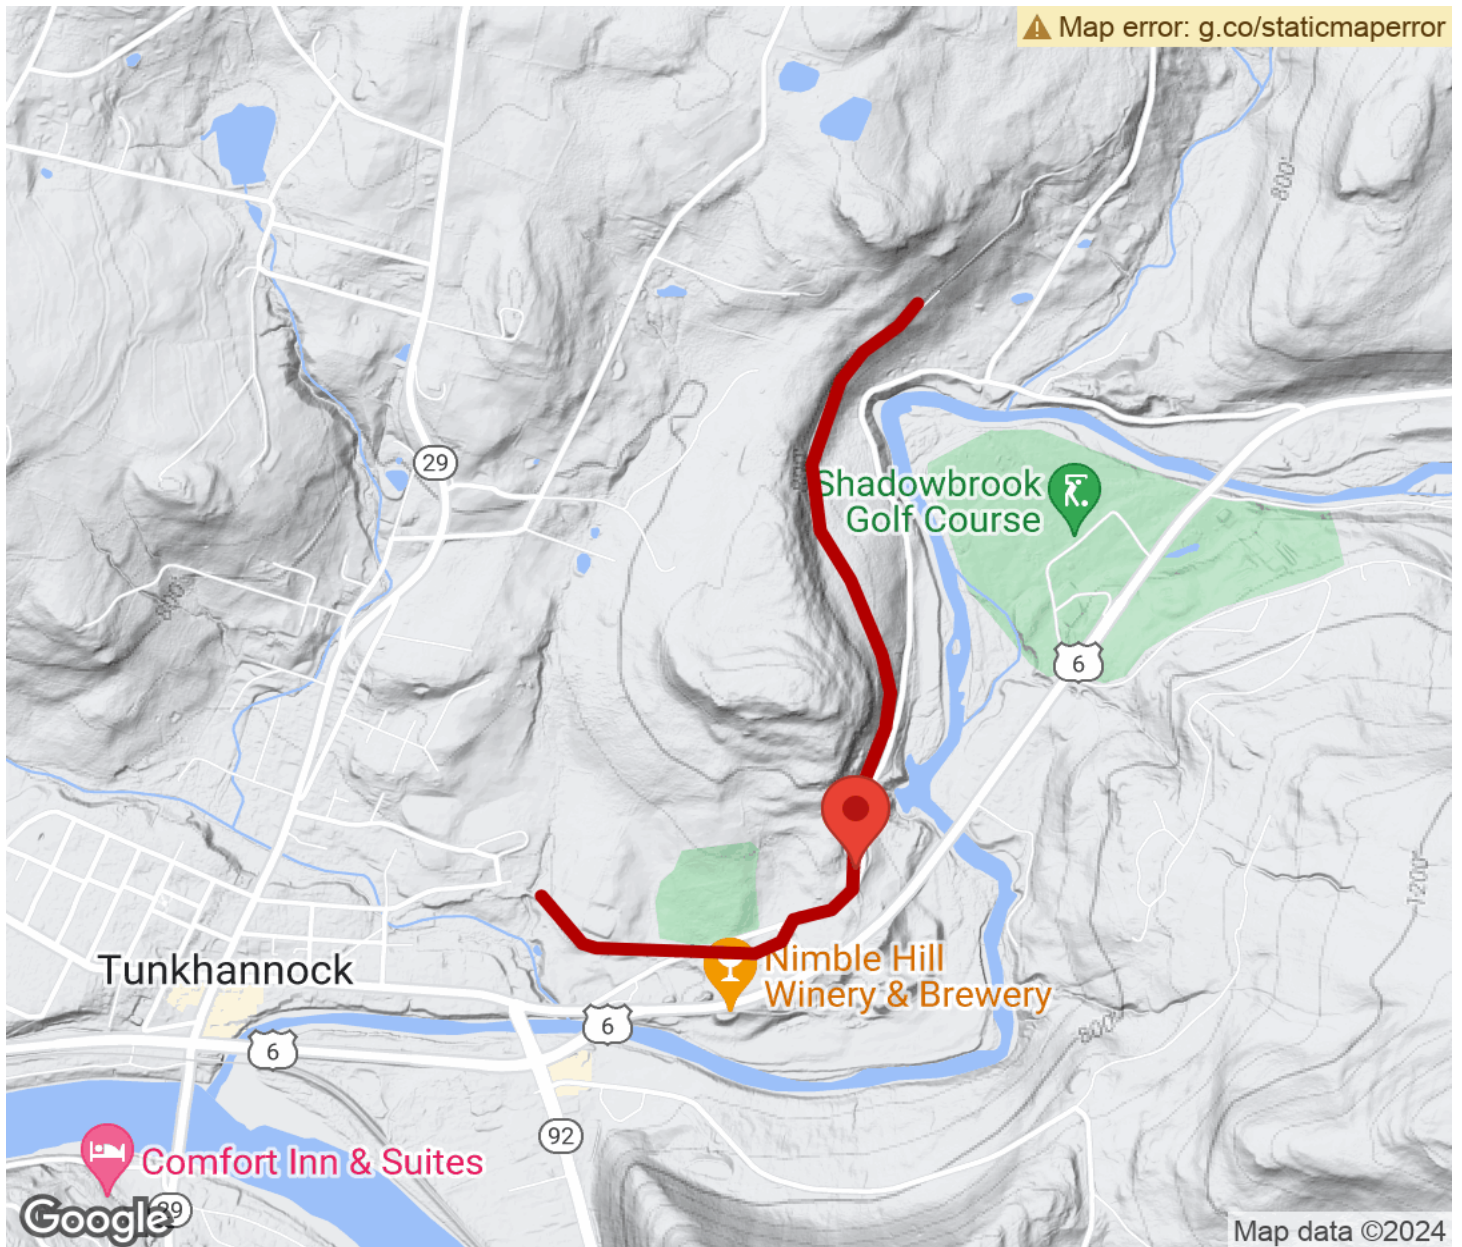 Map error: g.co/staticmaperror
800'
29
Shadowbrook
Golf Course
6
1200'
Tunkhannock
Nimble Hill
Winery & Brewery
6
800'
6
92
Comfort Inn & Suites
Google
29
Map data ©2024